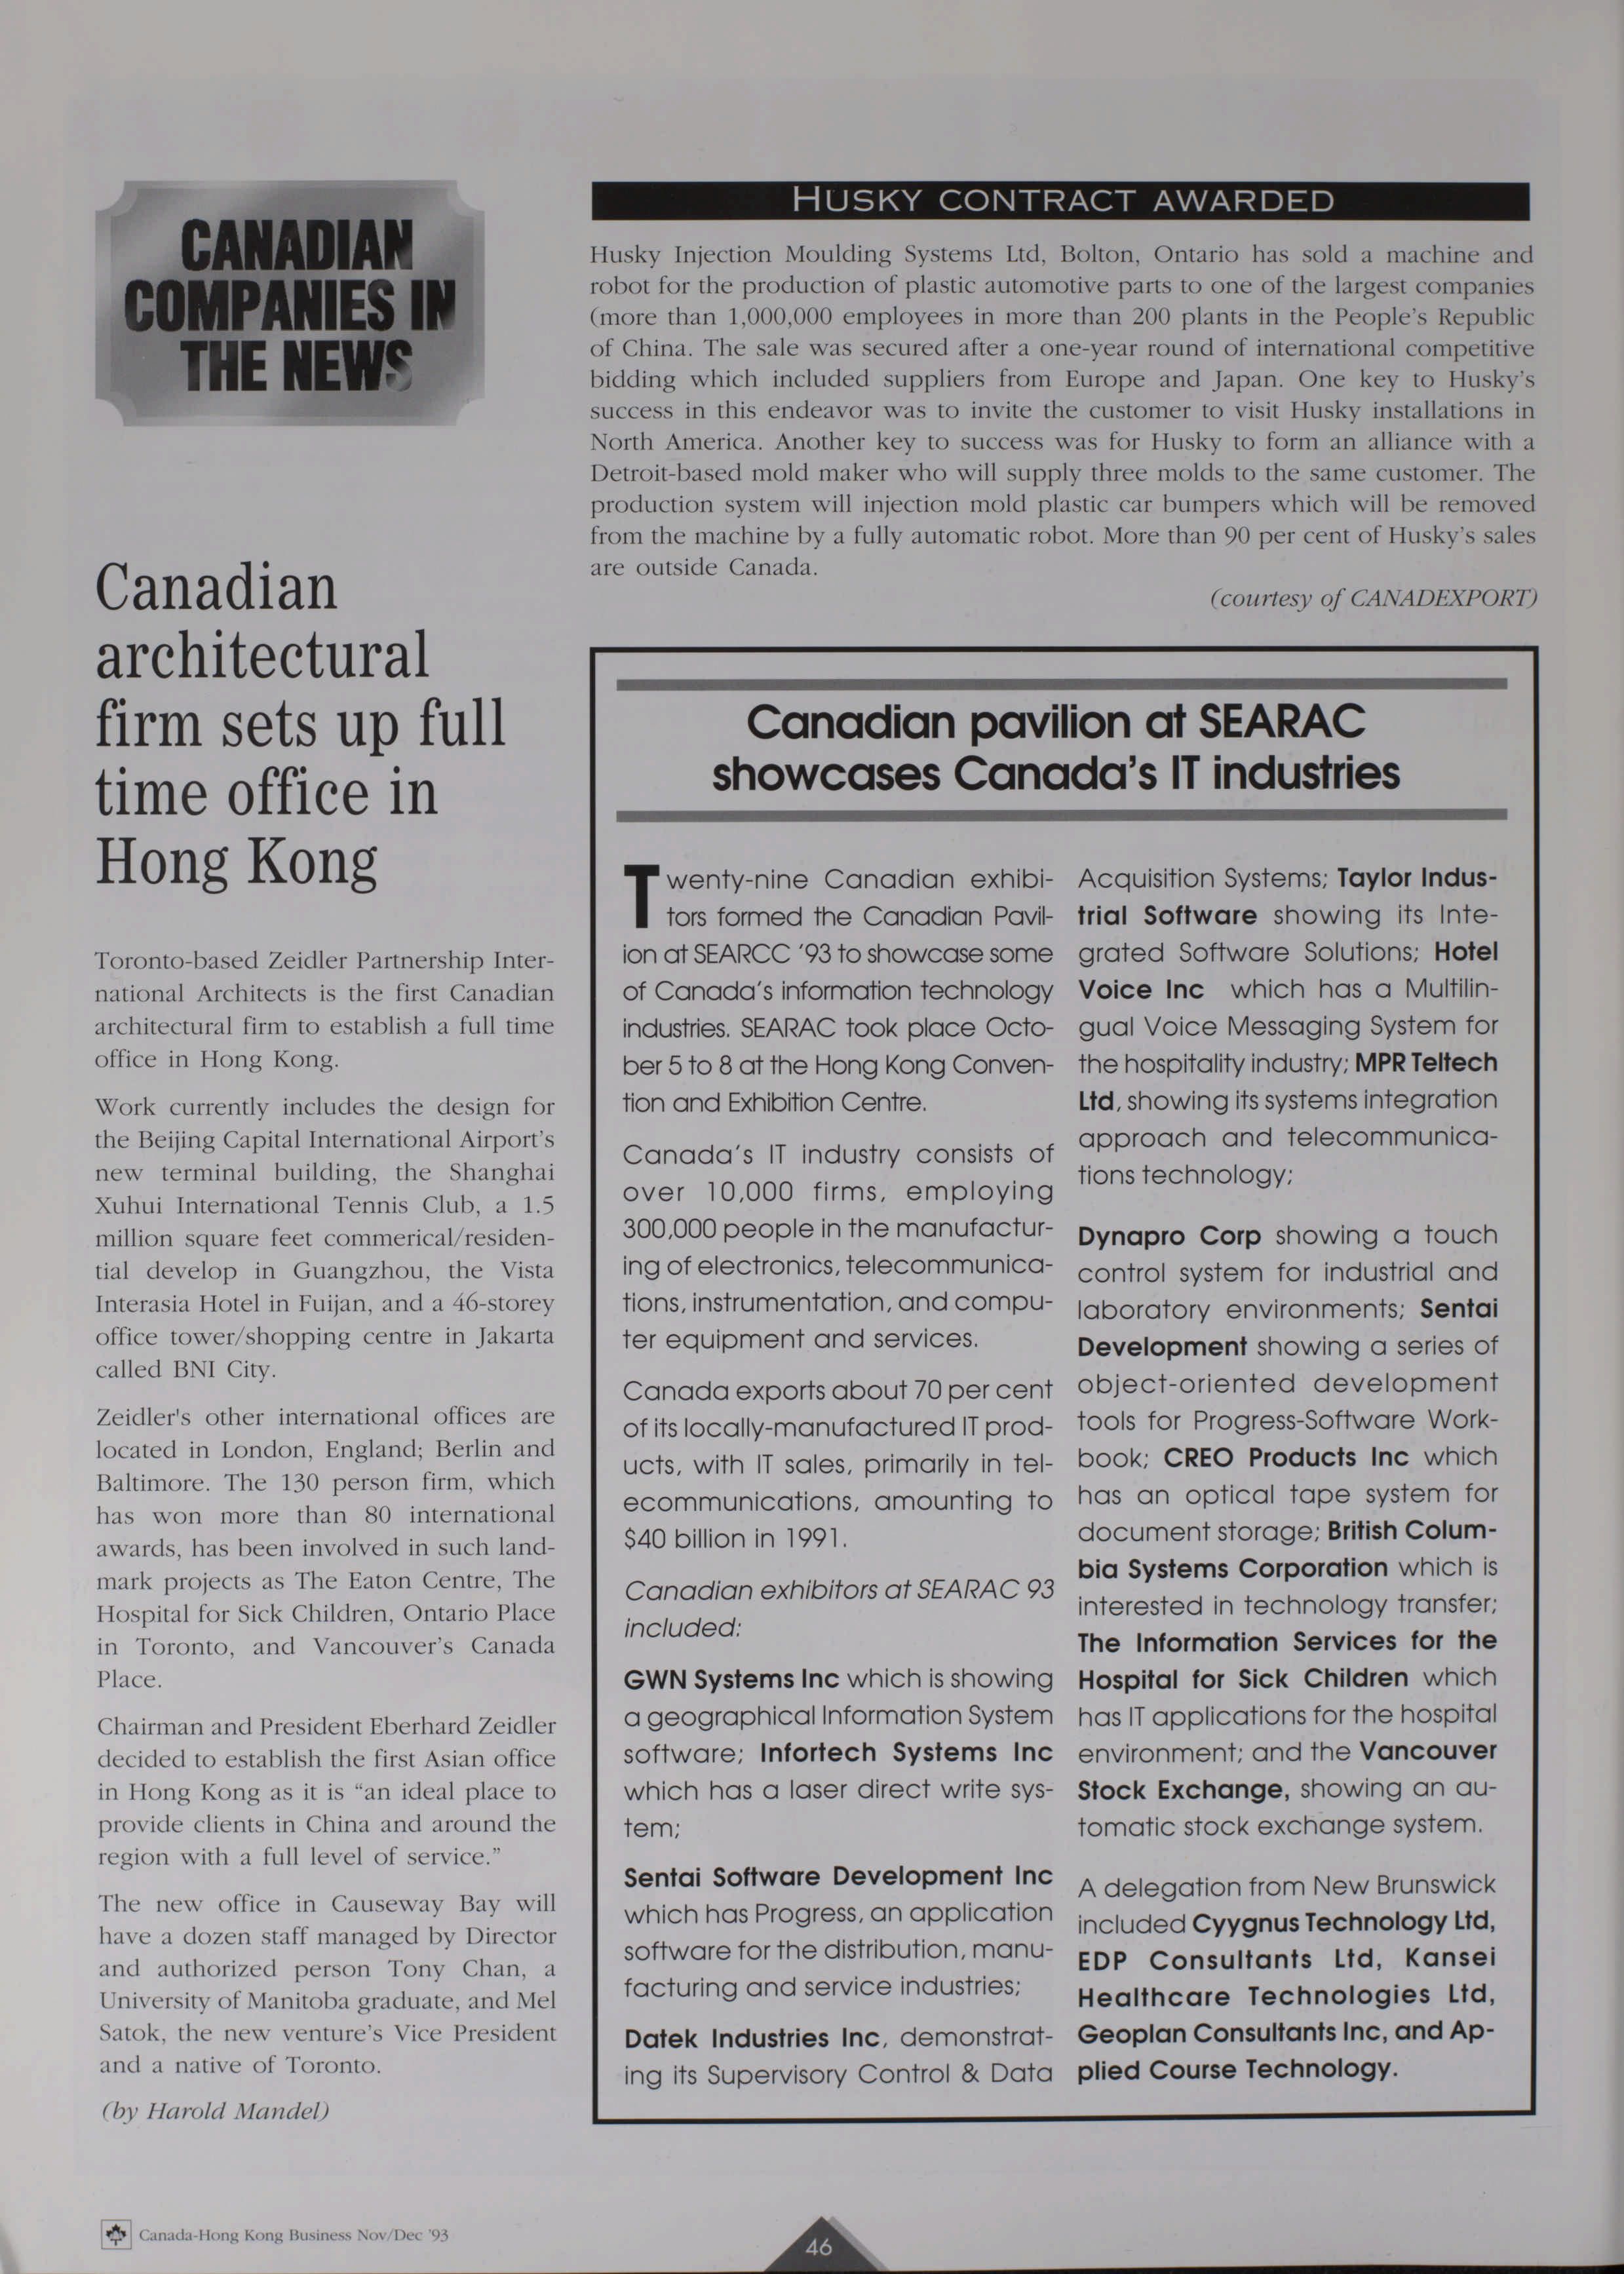 CANADIAN
COMPANIES IN
THE NEWS
Canadian
architectural
firm sets up full
time office in
Hong Kong
Toronto-based Zeidler Partnership Inter-
national Architects is the first Canadian
architectural firm to establish a full time
office in Hong Kong.
Work currently includes the design for
the Beijing Capital International Airport's
new terminal building, the Shanghai
Xuhui International Tennis Club, a 1.5
million square feet commerical/residen-
tial develop in Guangzhou, the Vista
Interasia Hotel in Fuijan, and a 46-storey
office tower/shopping centre in Jakarta
called BNI City.
Zeidler's other international offices are
located in London, England; Berlin and
Baltimore. The 130 person firm, which
has won more than 80 international
awards, has been involved in such land-
mark projects as The Eaton Centre, The
Hospital for Sick Children, Ontario Place
in Toronto, and Vancouver's Canada
Place.
Chairman and President Eberhard Zeidler
decided to establish the first Asian office
in Hong Kong as it is “an ideal place to
provide clients in China and around the
region with a full level of service.”
The new office in Causeway Bay will
have a dozen staff managed by Director
and authorized person Tony Chan, a
University of Manitoba graduate, and Mel
Satok, the new venture's Vice President
and a native of Toronto.
(by Harold Mandel)
HUSKY CONTRACT AWARDED
Husky Injection Moulding Systems Ltd, Bolton, Ontario has sold a machine and
robot for the production of plastic automotive parts to one of the largest companies
(more than 1,000,000 employees in more than 200 plants in the People's Republic
of China. The sale was secured after a one-year round of international competitive
bidding which included suppliers from Europe and Japan. One key to Husky's
success in this endeavor was to invite the customer to visit Husky installations in
North America. Another key to success was for Husky to form an alliance with a
Detroit-based mold maker who will supply three molds to the same customer. The
production system will injection mold plastic car bumpers which will be removed
from the machine by a fully automatic robot. More than 90 per cent of Husky's sales
are outside Canada.
(courtesy of CANADEXPORT)
Canadian pavilion at SEARAC
showcases Canada's IT industries
Twenty-nine Canadian exhibi-
tors formed the Canadian Pavil-
ion at SEARCC '93 to showcase some
of Canada's information technology
industries. SEARAC took place Octo-
ber 5 to 8 at the Hong Kong Conven-
tion and Exhibition Centre.
Canada's IT industry consists of
over 10,000 firms, employing
300,000 people in the manufactur-
ing of electronics, telecommunica-
tions, instrumentation, and compu-
ter equipment and services.
Canada exports about 70 per cent
of its locally-manufactured IT prod-
ucts, with IT sales, primarily in tel-
ecommunications, amounting to
$40 billion in 1991.
Canadian exhibitors at SEARAC 93
included:
GWN Systems Inc which is showing
a geographical Information System
software; Infortech Systems Inc
which has a laser direct write sys-
tem;
Sentai Software Development Inc
which has Progress, an application
software for the distribution, manu-
facturing and service industries;
Datek Industries Inc, demonstrat-
ing its Supervisory Control & Data
Acquisition Systems; Taylor Indus-
trial Software showing its Inte-
grated Software Solutions; Hotel
Voice Inc which has a Multilin-
gual Voice Messaging System for
the hospitality industry; MPR Teltech
Ltd, showing its systems integration
approach and telecommunica-
tions technology;
Dynapro Corp showing a touch
control system for industrial and
laboratory environments; Sentai
Development showing a series of
object-oriented development
tools for Progress-Software Work-
book; CREO Products Inc which
has an optical tape system for
document storage; British Colum-
bia Systems Corporation which is
interested in technology transfer;
The Information Services for the
Hospital for Sick Children which
has IT applications for the hospital
environment; and the Vancouver
Stock Exchange, showing an au-
tomatic stock exchange system.
A delegation from New Brunswick
included Cyygnus Technology Ltd,
EDP Consultants Ltd, Kansei
Healthcare Technologies Ltd,
Geoplan Consultants Inc, and Ap-
plied Course Technology.
Canada-Hong Kong Business Nov/Dec '93
46